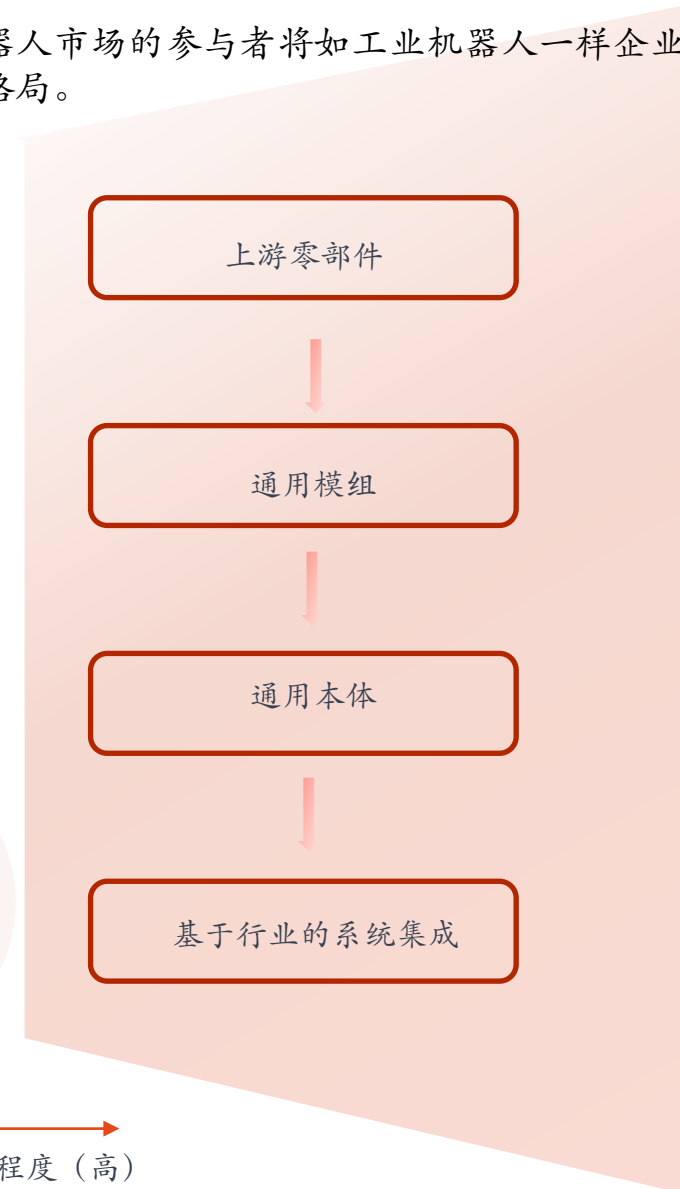 器人市场的参与者将如工业机器人一样企业
格局。
上游零部件
通用模组
通用本体
基于行业的系统集成
程度（高）